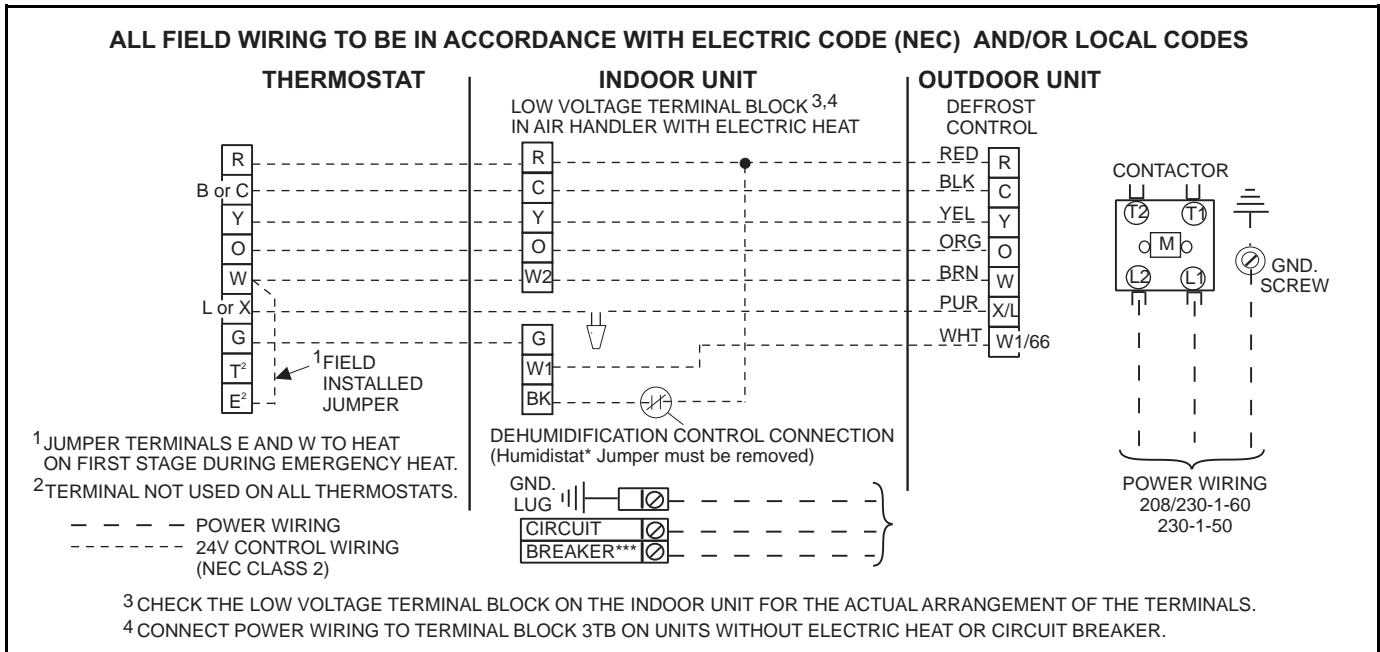 ALL FIELD WIRING TO BE IN ACCORDANCE WITH ELECTRIC CODE (NEC) AND/OR LOCAL CODES
THERMOSTAT
R
B or C
Y
O
W
L or X
G
T2
E2
1FIELD
INSTALLED
JUMPER
1JUMPER TERMINALS E AND W TO HEAT
ON FIRST STAGE DURING EMERGENCY HEAT.
2TERMINAL NOT USED ON ALL THERMOSTATS.
POWER WIRING
24V CONTROL WIRING
(NEC CLASS 2)
INDOOR UNIT
LOW VOLTAGE TERMINAL BLOCK 3,4
IN AIR HANDLER WITH ELECTRIC HEAT
R
C
Y
O
W2
G
W1
BK
DEHUMIDIFICATION CONTROL CONNECTION
(Humidistat* Jumper must be removed)
GND.
LUG
CIRCUIT
BREAKER***
OUTDOOR UNIT
DEFROST
CONTROL
RED R
BLK C
YEL Y
ORG O
BRN W
PUR X/L
WHT W1/66
CONTACTOR
T2 T1
M
L2 L1
GND.
SCREW
POWER WIRING
208/230-1-60
230-1-50
3 CHECK THE LOW VOLTAGE TERMINAL BLOCK ON THE INDOOR UNIT FOR THE ACTUAL ARRANGEMENT OF THE TERMINALS.
4 CONNECT POWER WIRING TO TERMINAL BLOCK 3TB ON UNITS WITHOUT ELECTRIC HEAT OR CIRCUIT BREAKER.